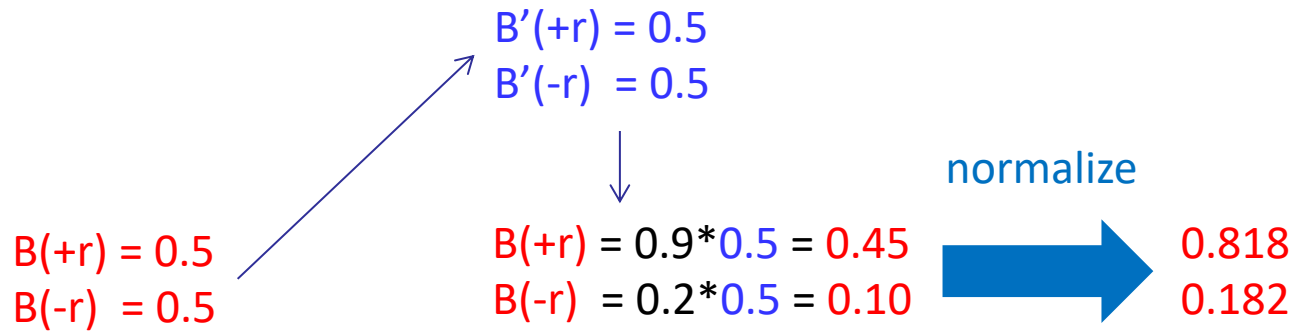 B’(+r) = 0.5
B’(-r) = 0.5
normalize
B(+r) = 0.5
B(-r) = 0.5
B(+r) = 0.9*0.5 = 0.45
B(-r) = 0.2*0.5 = 0.10
0.818
0.182